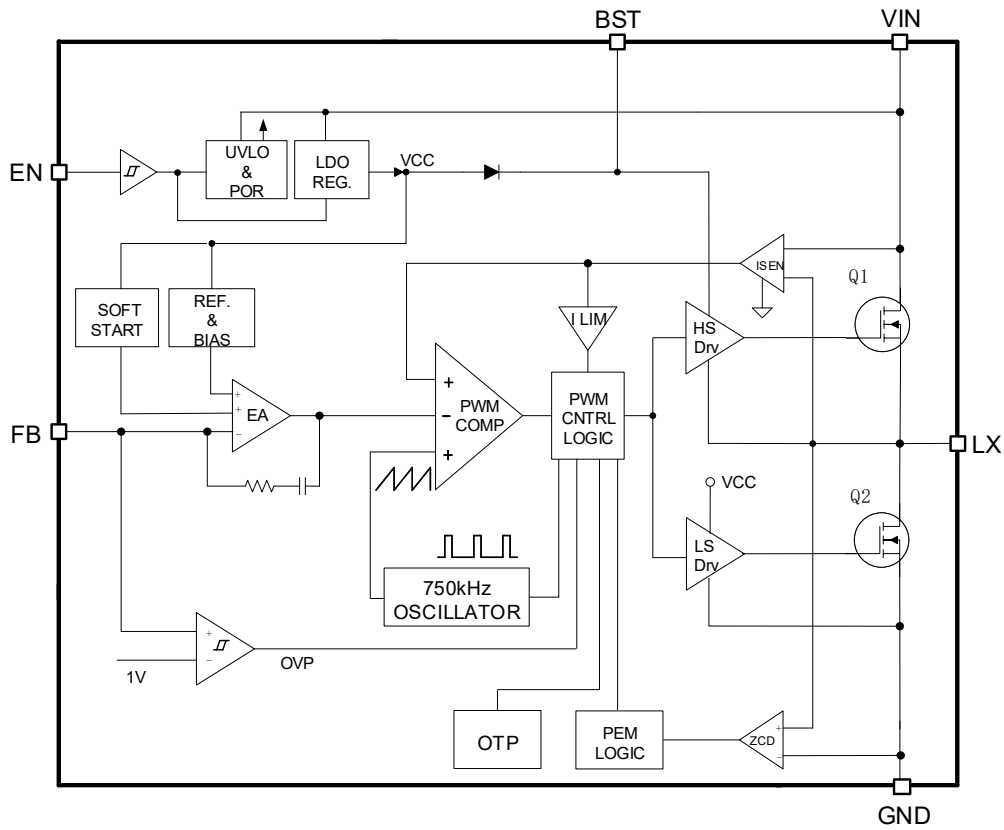 BST
VIN
EN
UVLO
&
POR
LDO
REG.
VCC
SOFT
START
REF.
&
BIAS
ISEN
Q1
I LIM
HS
Drv
+
+
−
EA
+
−
+
PWM
COMP
PWM
CNTRL
LOGIC
FB
LX
VCC
Q2
LS
Drv
750kHz
OSCILLATOR
+
−
1V
OVP
OTP
PEM
LOGIC
ZCD
+
-
GND